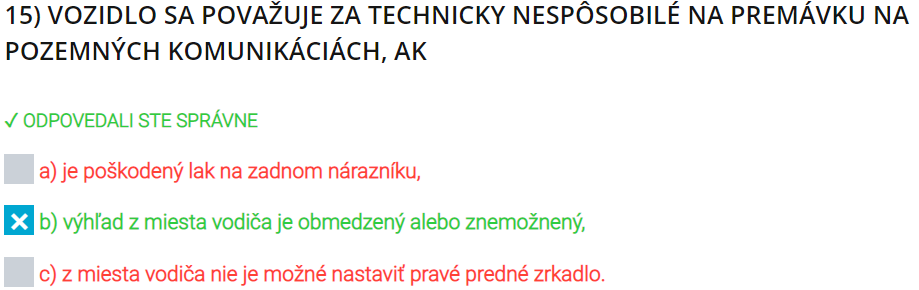 15) VOZIDLO SA POVAŽUJE ZA TECHNICKY NESPÔSOBILÉ NA PREMÁVKU NA
POZEMNÝCH KOMUNIKÁCIÁCH, AK
✓ ODPOVEDALI STE SPRÁVNE
a) je poškodený lak na zadnom nárazníku,
b) výhľad z miesta vodiča je obmedzený alebo znemožnený,
c) z miesta vodiča nie je možné nastaviť pravé predné zrkadlo.